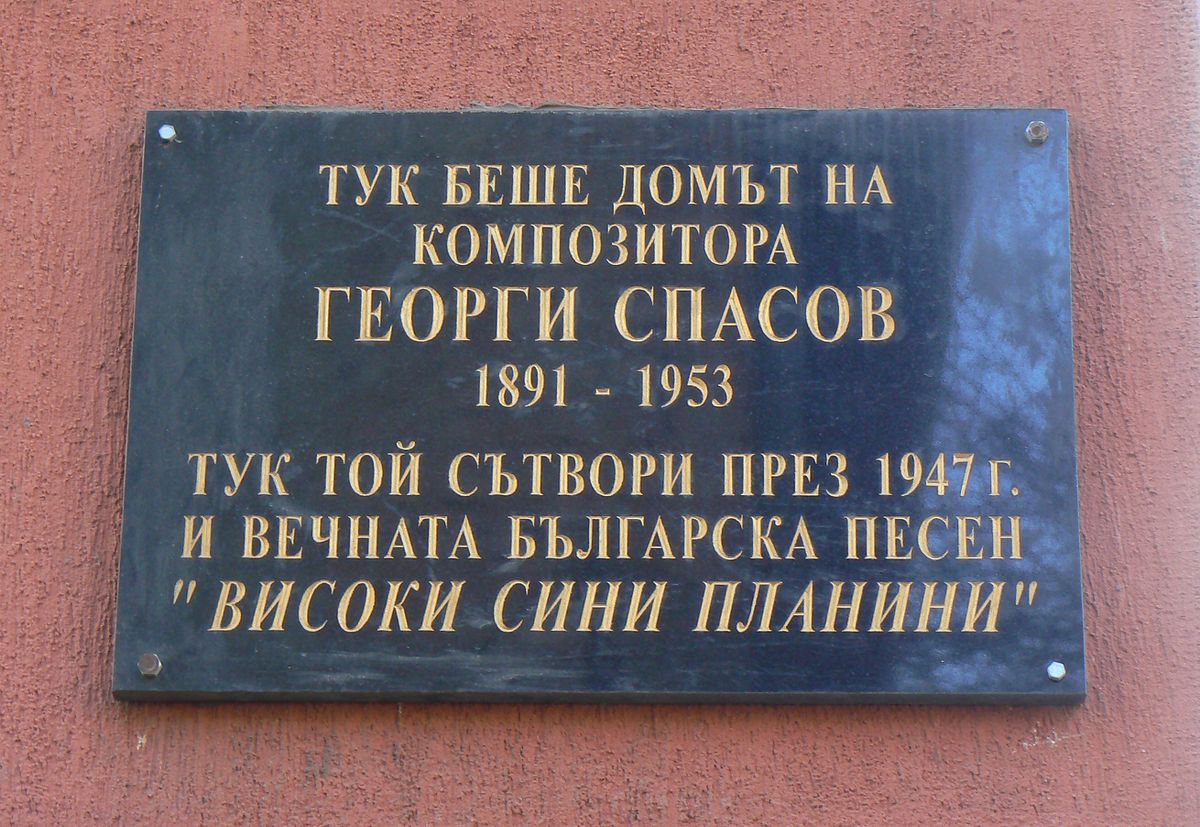 ТУК БЕШЕ ДОМЪТ НА
КОМПОЗИТОРА
ГЕОРГИ СПАСОВ
1891 - 1953
ТУК ТОЙ СЪТВОРИ ПРЕЗ 1947 г.
И ВЕЧНАТА БЪЛГАРСКА ПЕСЕН
"ВИСОКИ СИНИ ПЛАНИНИ"